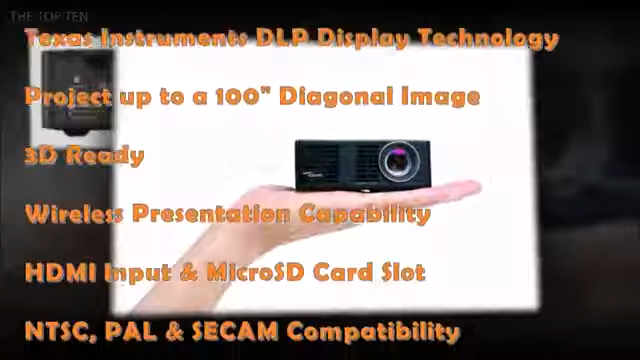 THE TOP TEN
Texas Instruments DLP Display Technology
Project up to a 100" Diagonal Image
3D Ready
Wireless Presentation Capability
HDMI Input & MicroSD Card Slot
NTSC, PAL & SECAM Compatibility